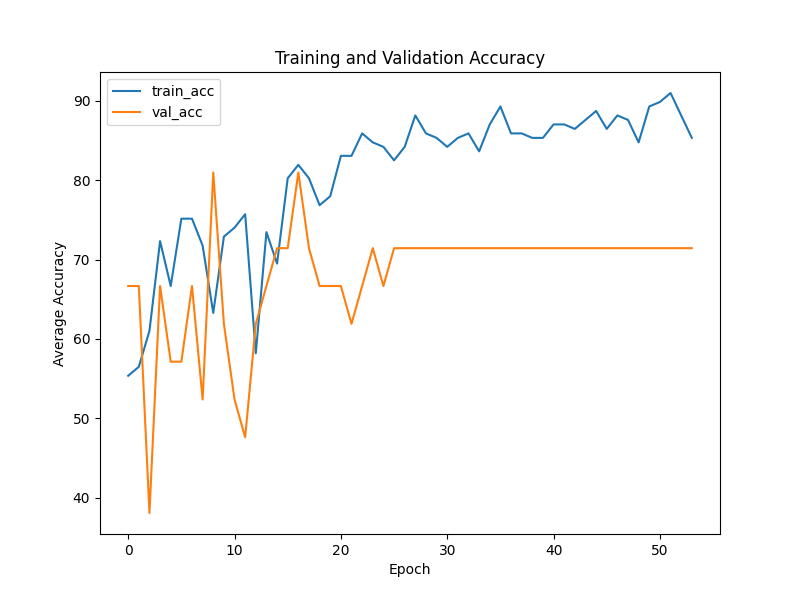 Training and Validation Accuracy
train_acc
val_acc
Average Accuracy
90
80
70
60
50
40
0 10 20 30 40 50
Epoch